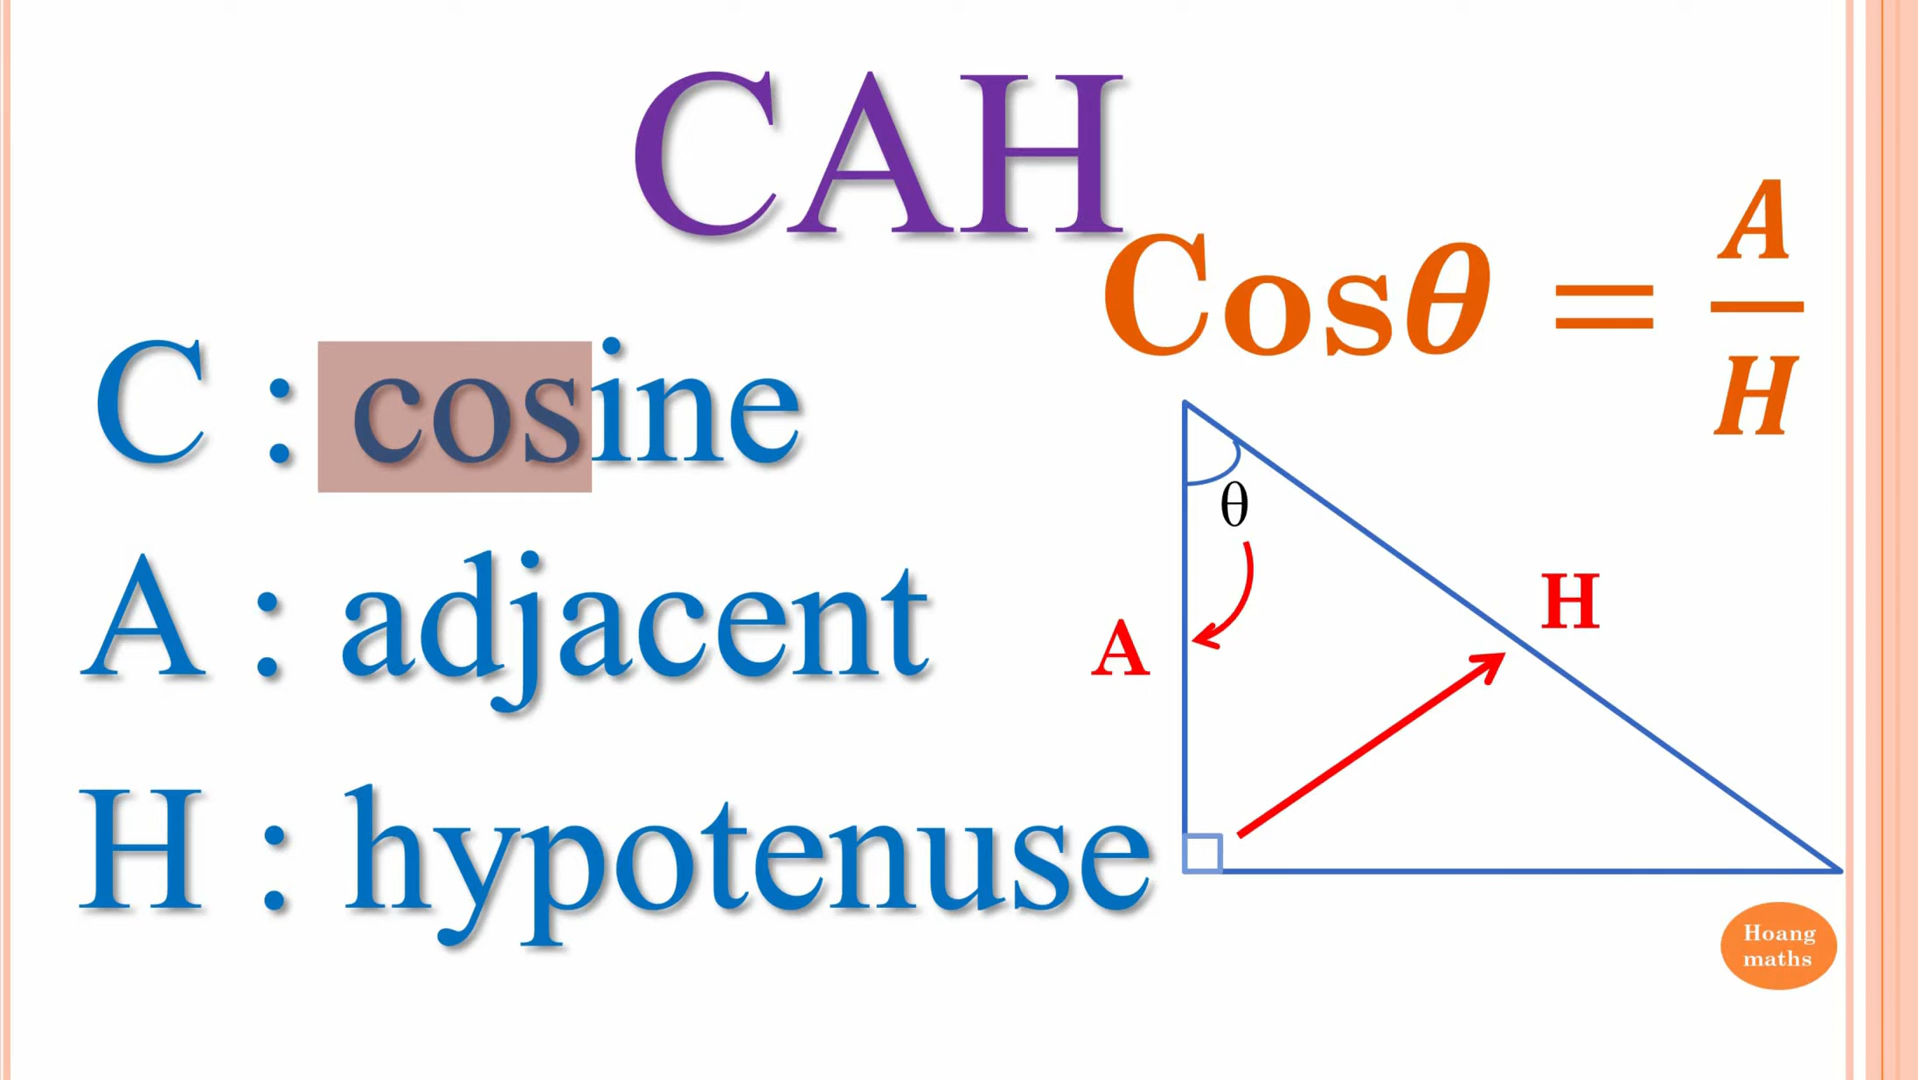 CAH
Cosθ = A/H
C : cosine
A : adjacent
H : hypotenuse
θ
A
H
Hoang
maths